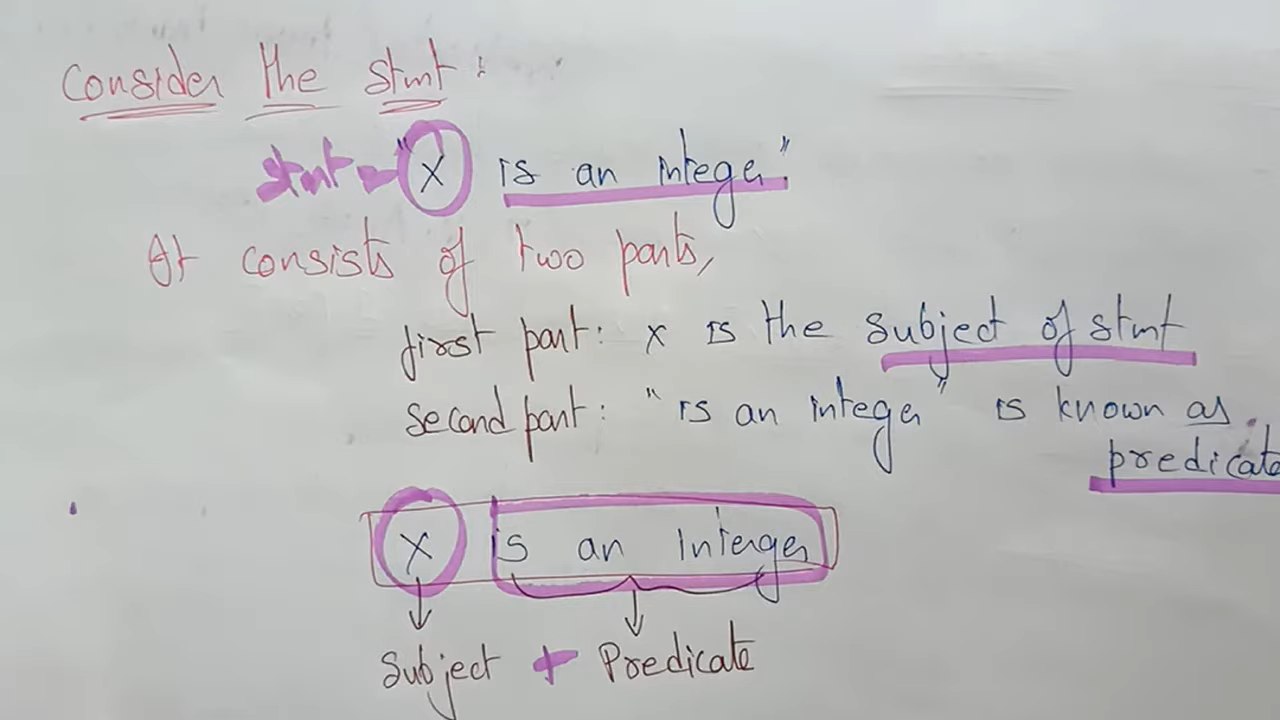 Consider the stmt:
stmt - "x is an integer"
It consists of two parts,
first part: x is the subject of stmt
second part: "is an integer" is known as
predicate
x is an Interger
Subject + Predicate